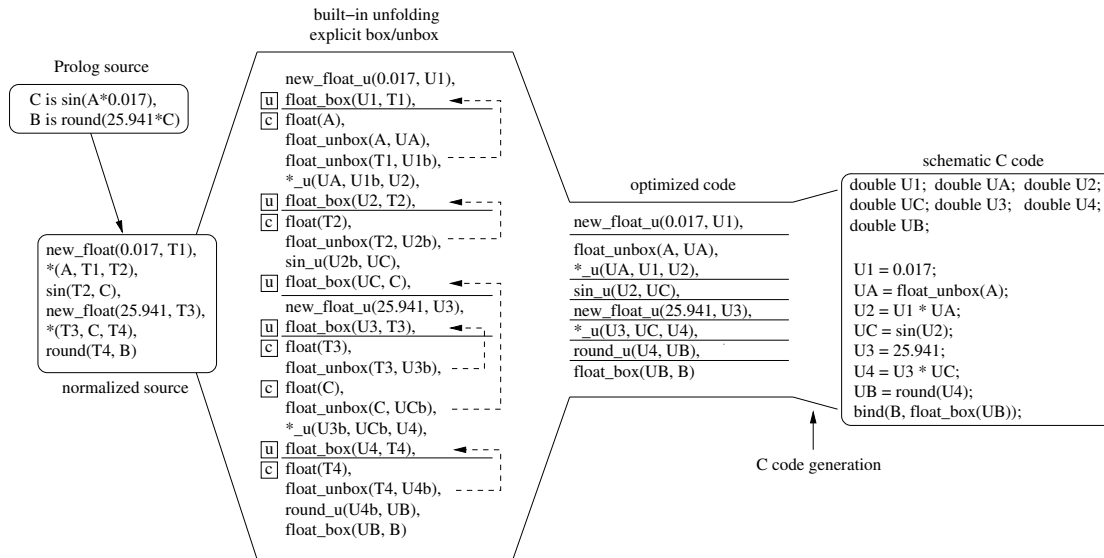 built−in unfolding
explicit box/unbox
Prolog source
C is sin(A*0.017),
B is round(25.941*C)
new_float(0.017, T1),
*(A, T1, T2),
sin(T2, C),
new_float(25.941, T3),
*(T3, C, T4),
round(T4, B)
normalized source
new_float_u(0.017, U1),
u float_box(U1, T1),
c float(A),
float_unbox(A, UA),
float_unbox(T1, U1b),
*_u(UA, U1b, U2),
u float_box(U2, T2),
c float(T2),
float_unbox(T2, U2b),
sin_u(U2b, UC),
u float_box(UC, C),
new_float_u(25.941, U3),
u float_box(U3, T3),
c float(T3),
float_unbox(T3, U3b),
c float(C),
float_unbox(C, UCb),
*_u(U3b, UCb, U4),
u float_box(U4, T4),
c float(T4),
float_unbox(T4, U4b),
round_u(U4b, UB),
float_box(UB, B)
optimized code
new_float_u(0.017, U1),
float_unbox(A, UA),
*_u(UA, U1, U2),
sin_u(U2, UC),
new_float_u(25.941, U3),
*_u(U3, UC, U4),
round_u(U4, UB),
float_box(UB, B)
schematic C code
double U1; double UA; double U2;
double UC; double U3; double U4;
double UB;
U1 = 0.017;
UA = float_unbox(A);
U2 = U1 * UA;
UC = sin(U2);
U3 = 25.941;
U4 = U3 * UC;
UB = round(U4);
bind(B, float_box(UB));
C code generation